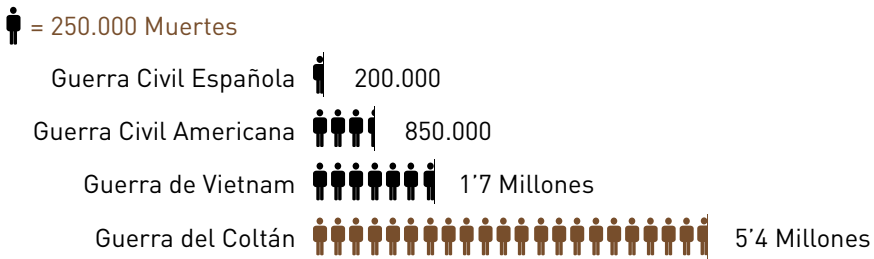 = 250.000 Muertes
Guerra Civil Española 200.000
Guerra Civil Americana 850.000
Guerra de Vietnam 1’7 Millones
Guerra del Coltán 5’4 Millones